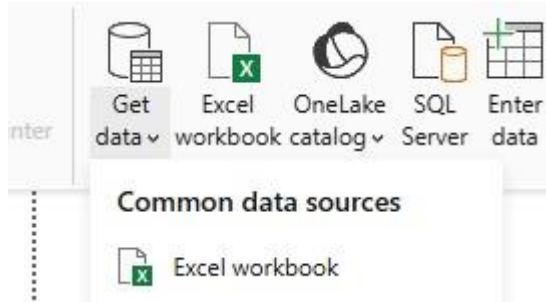 Get Excel OneLake SQL Enter
data workbook catalog Server data
Common data sources
Excel workbook